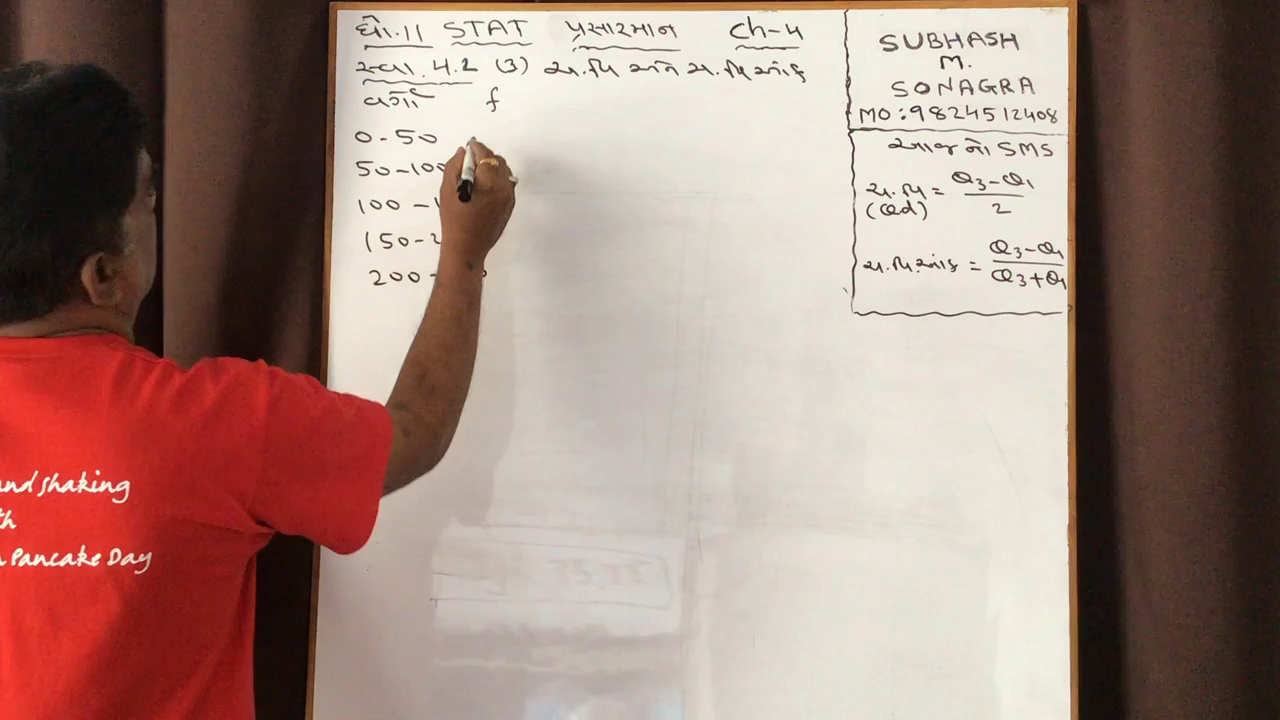 ધો.11 STAT પ્રસારમાન Ch-4
સ્વા. 4.2 (3) ચ.વિ અને ચ.વિ.આંક
વર્ગ f
0-50
50-100
100 -
150-2
200 -
SUBHASH
M.
SONAGRA
MO:9824512408
આજનો SMS
ચ.વિ = Q3-Q1
(Qd) 2
ચ.વિ.આંક = Q3-Q1
Q3+Q1
and shaking
th
Pancake Day